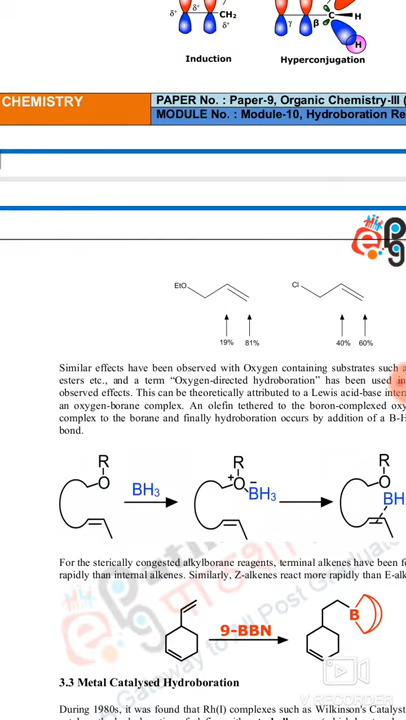 δ+ δ+ CH₂
δ+
γ β C H
H
Induction
Hyperconjugation
CHEMISTRY
PAPER No. : Paper-9, Organic Chemistry-III (
MODULE No. : Module-10, Hydroboration Re
EtO
Cl
19% 81% 40% 60%
Similar effects have been observed with Oxygen containing substrates such a
esters etc., and a term “Oxygen-directed hydroboration” has been used in
observed effects. This can be theoretically attributed to a Lewis acid-base intera
an oxygen-borane complex. An olefin tethered to the boron-complexed oxy
complex to the borane and finally hydroboration occurs by addition of a B-H
bond.
R R R
O BH₃ +O − BH₃ O BH
For the sterically congested alkylborane reagents, terminal alkenes have been fo
rapidly than internal alkenes. Similarly, Z-alkenes react more rapidly than E-alk
9-BBN
B
3.3 Metal Catalysed Hydroboration
V RECORDER
During 1980s, it was found that Rh(I) complexes such as Wilkinson's Catalyst